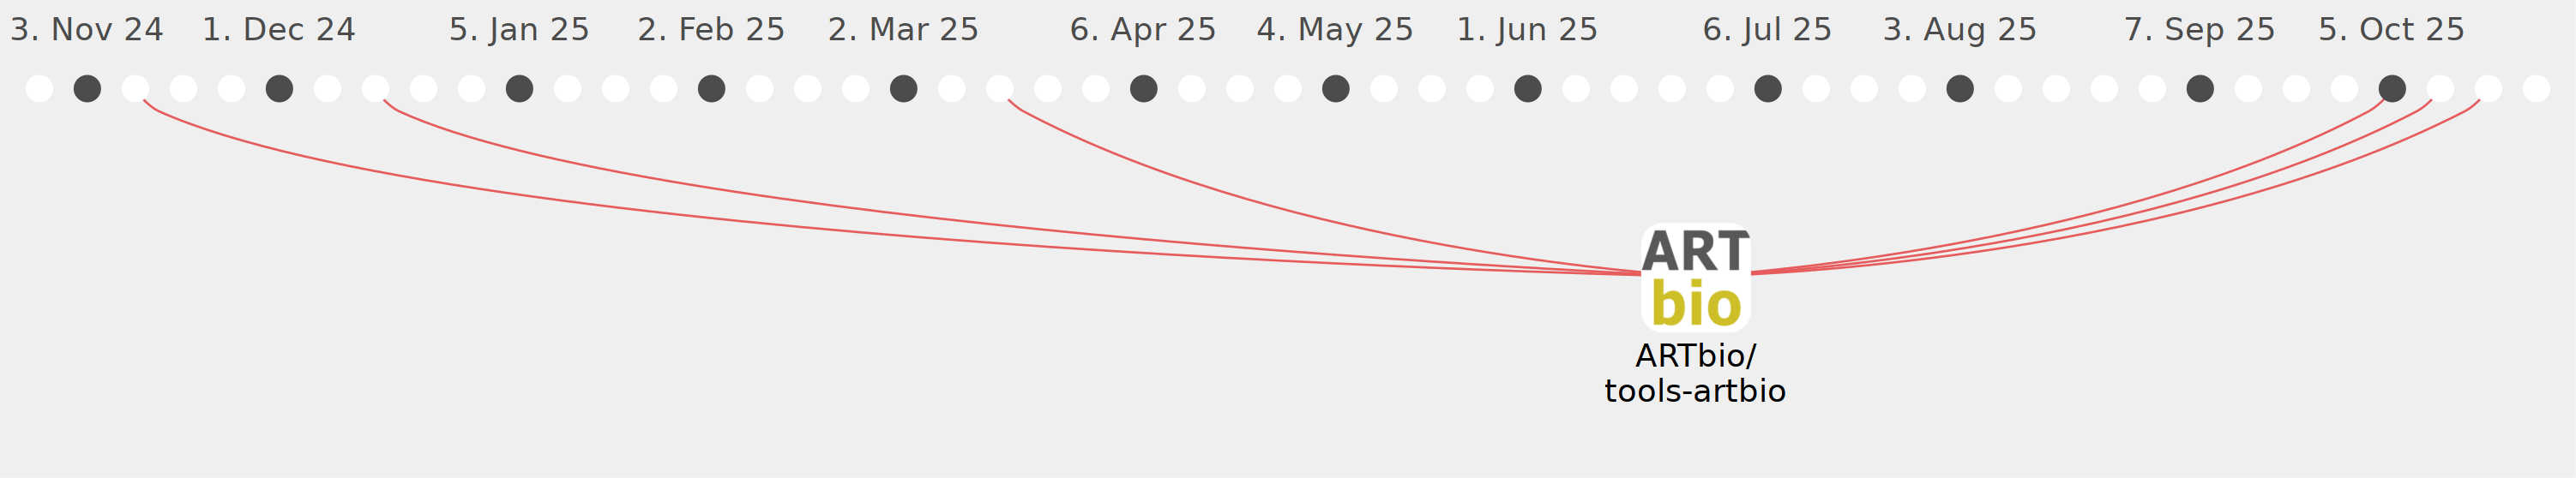 3. Nov 24 1. Dec 24 5. Jan 25 2. Feb 25 2. Mar 25 6. Apr 25 4. May 25 1. Jun 25 6. Jul 25 3. Aug 25 7. Sep 25 5. Oct 25
ART
bio
ARTbio/
tools-artbio